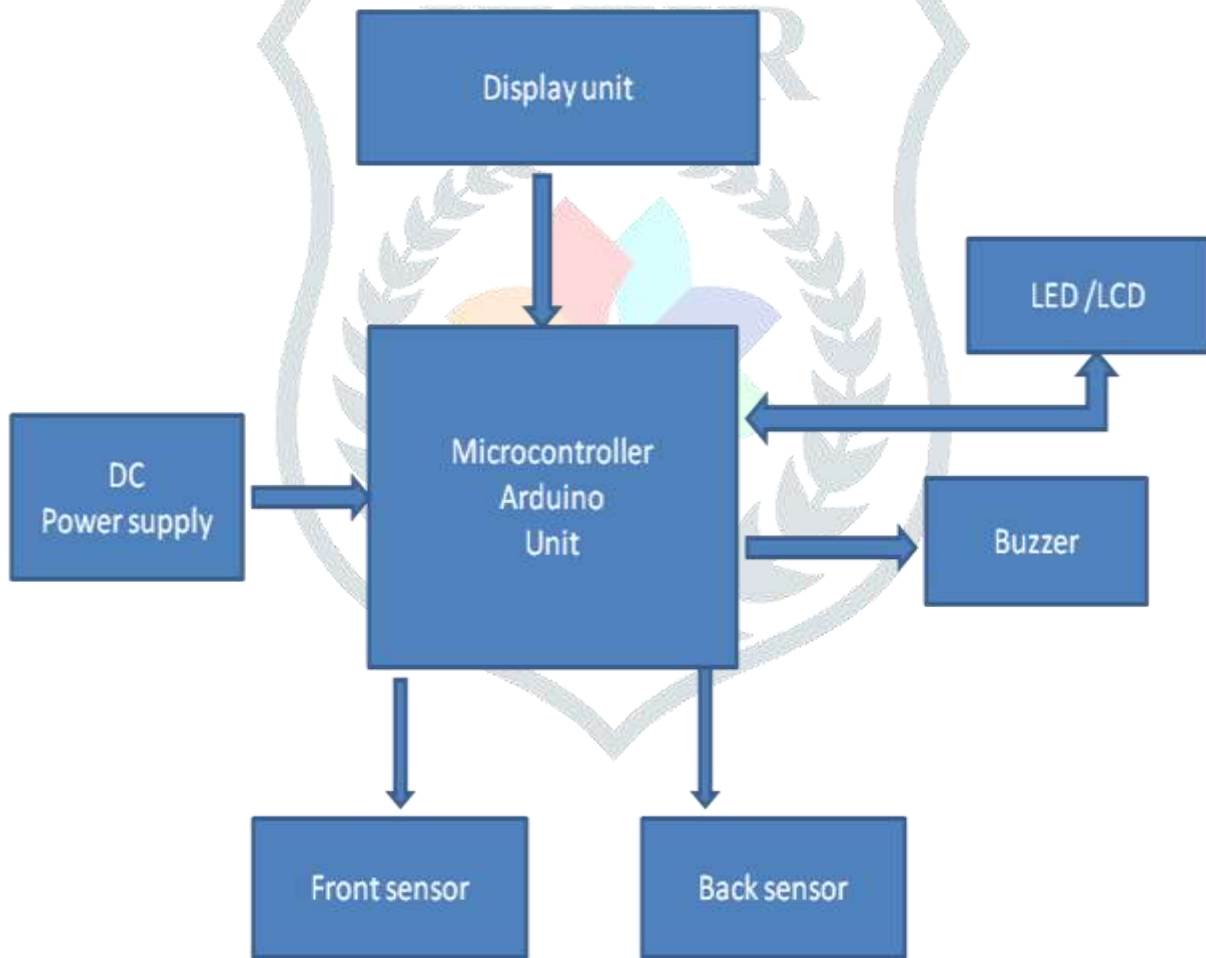 Display unit
LED /LCD
DC
Power supply
Microcontroller
Arduino
Unit
Buzzer
Front sensor
Back sensor